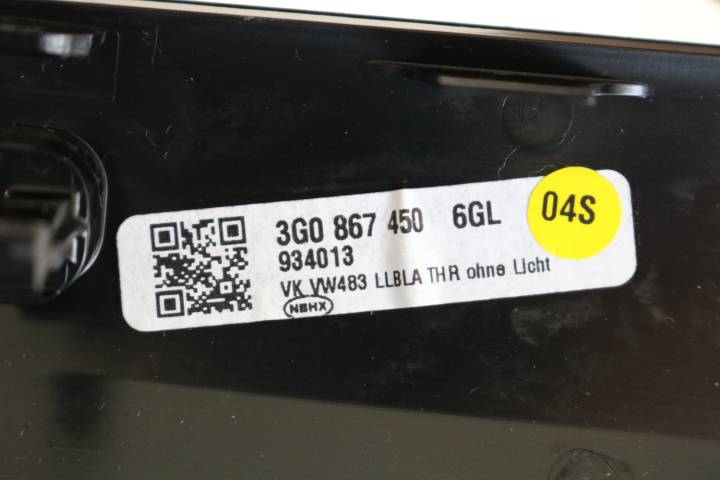 3G0 867 450 6GL
04S
934013
VK VW483 LLBLA THR ohne Licht
NBHX